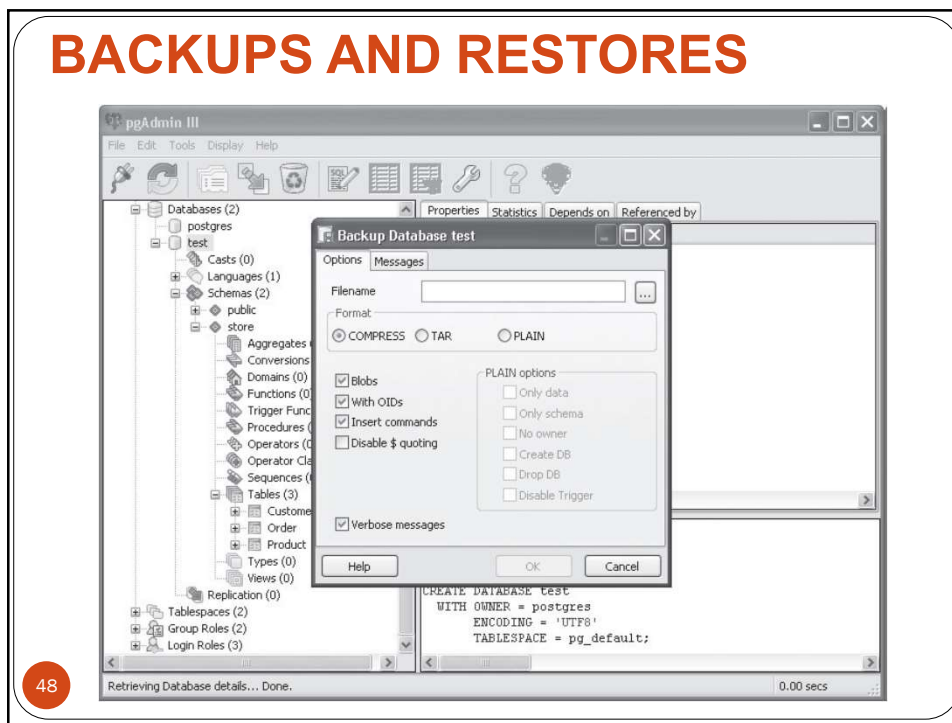 BACKUPS AND RESTORES
pgAdmin III
File Edit Tools Display Help
SQL
Databases (2)
postgres
test
Casts (0)
Languages (1)
Schemas (2)
public
store
Aggregates
Conversions
Domains (0)
Functions (0
Trigger Func
Procedures (
Operators (0
Operator Cla
Sequences (
Tables (3)
Custome
Order
Product
Types (0)
Views (0)
Replication (0)
Tablespaces (2)
Group Roles (2)
Login Roles (3)
Properties Statistics Depends on Referenced by
Backup Database test
Options Messages
Filename ...
Format
COMPRESS TAR PLAIN
Blobs
With OIDs
Insert commands
Disable $ quoting
PLAIN options
Only data
Only schema
No owner
Create DB
Drop DB
Disable Trigger
Verbose messages
Help OK Cancel
CREATE DATABASE test
WITH OWNER = postgres
ENCODING = 'UTF8'
TABLESPACE = pg_default;
Retrieving Database details... Done. 0.00 secs
48